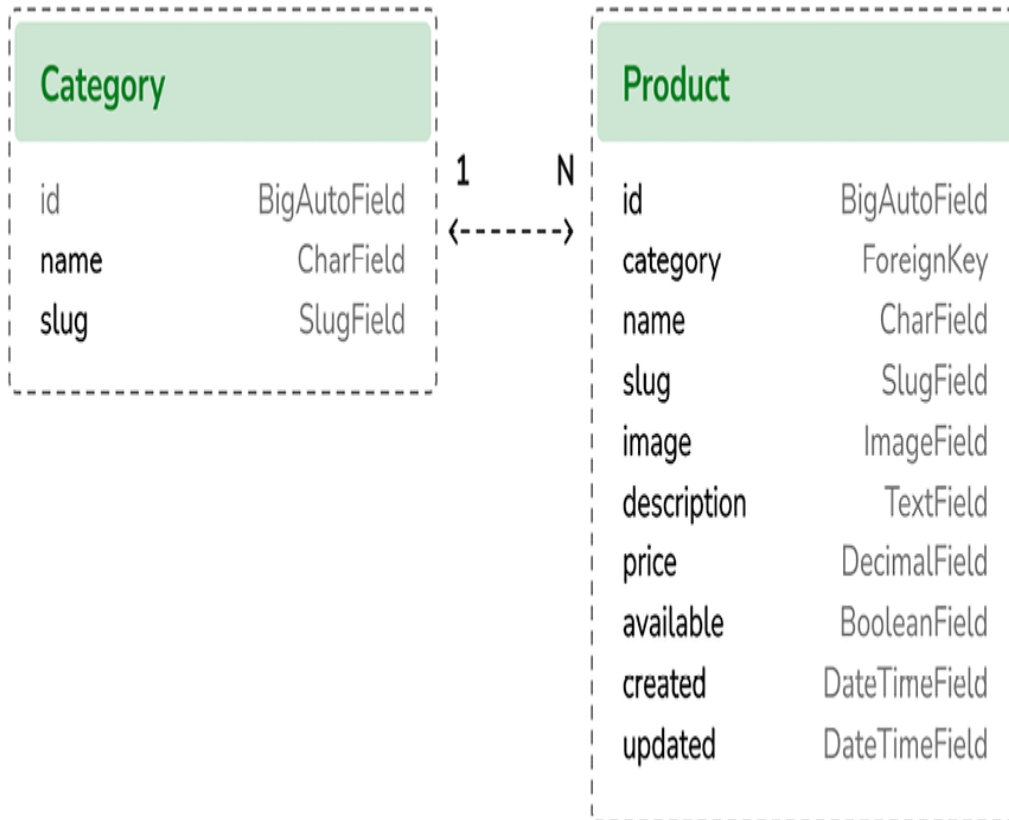 Category
id BigAutoField
name CharField
slug SlugField
1 N
Product
id BigAutoField
category ForeignKey
name CharField
slug SlugField
image ImageField
description TextField
price DecimalField
available BooleanField
created DateTimeField
updated DateTimeField